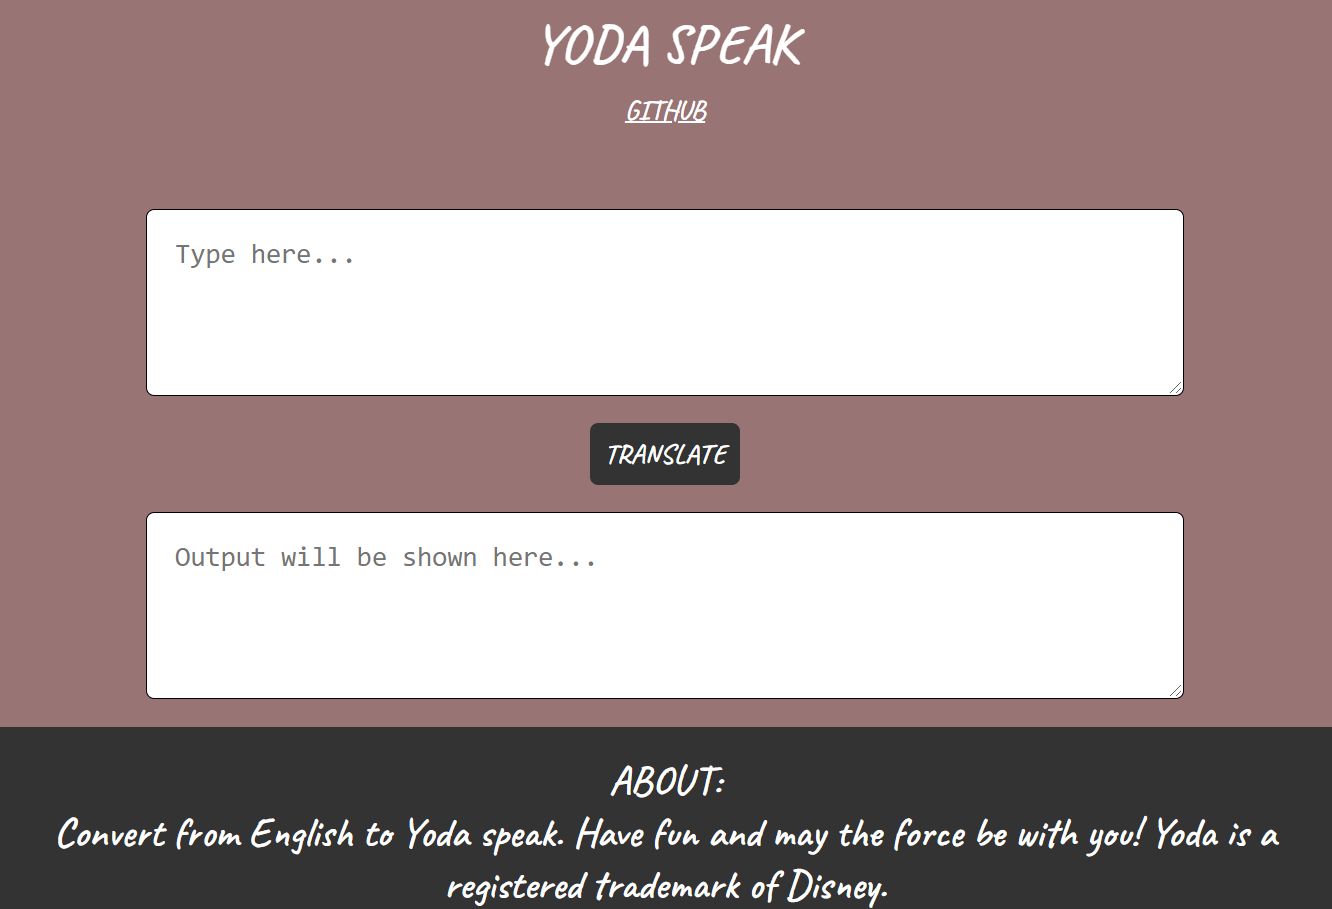 YODA SPEAK
GITHUB
Type here...
TRANSLATE
Output will be shown here...
ABOUT:
Convert from English to Yoda speak. Have fun and may the force be with you! Yoda is a
registered trademark of Disney.